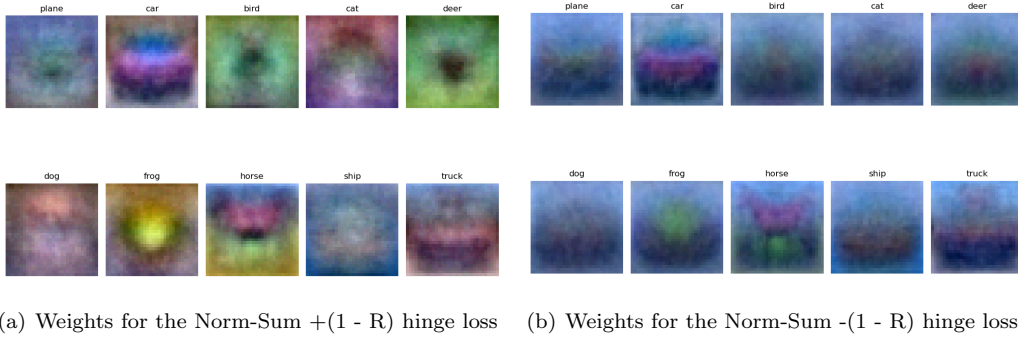 plane car bird cat deer plane car bird cat deer
dog frog horse ship truck dog frog horse ship truck
a) Weights for the Norm-Sum +(1 - R) hinge loss
(b) Weights for the Norm-Sum -(1 - R) hinge loss